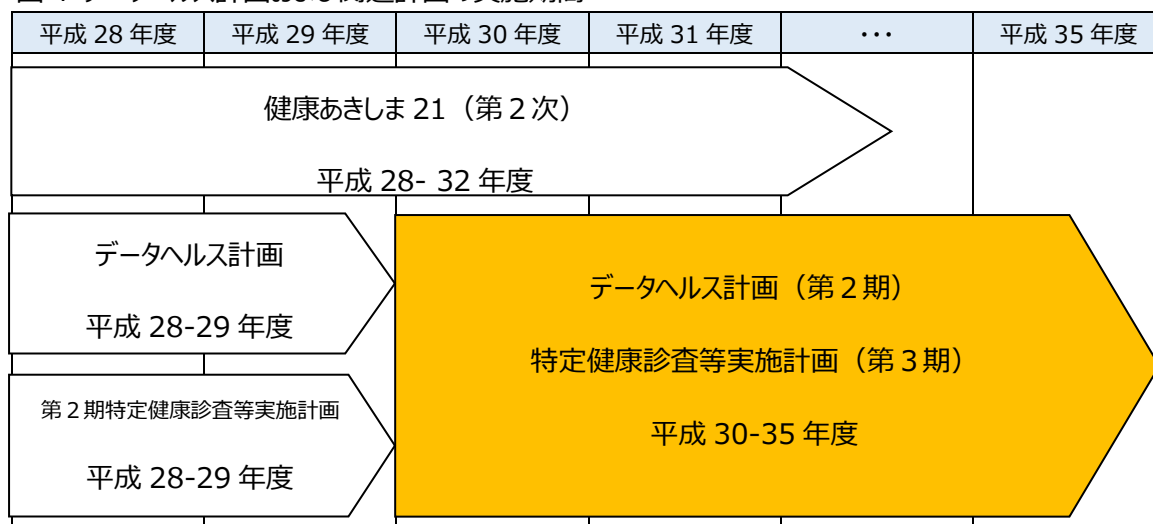 平成 28 年度 平成 29 年度 平成 30 年度 平成 31 年度 ・・・ 平成 35 年度
健康あきしま 21（第２次）
平成 28- 32 年度
データヘルス計画
平成 28-29 年度
第２期特定健康診査等実施計画
平成 28-29 年度
データヘルス計画（第２期）
特定健康診査等実施計画（第３期）
平成 30-35 年度